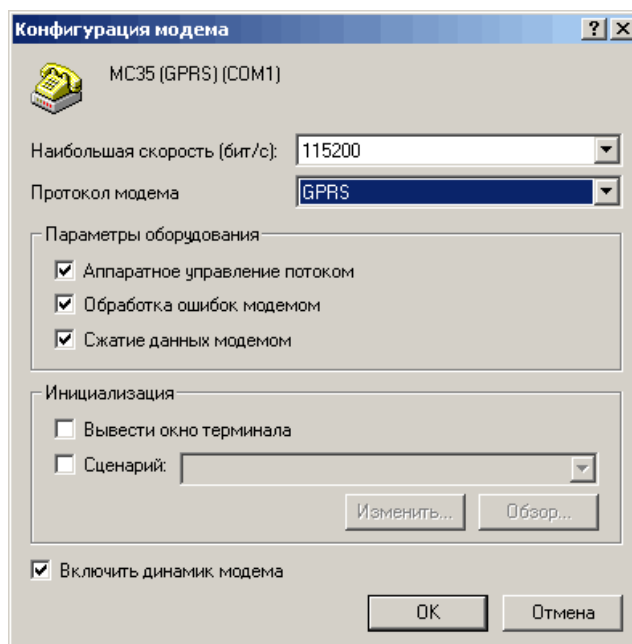 Конфигурация модема
MC35 (GPRS) (COM1)
Наибольшая скорость (бит/с): 115200
Протокол модема GPRS
Параметры оборудования
Аппаратное управление потоком
Обработка ошибок модемом
Сжатие данных модемом
Инициализация
Вывести окно терминала
Сценарий:
Изменить... Обзор...
Включить динамик модема
OK Отмена